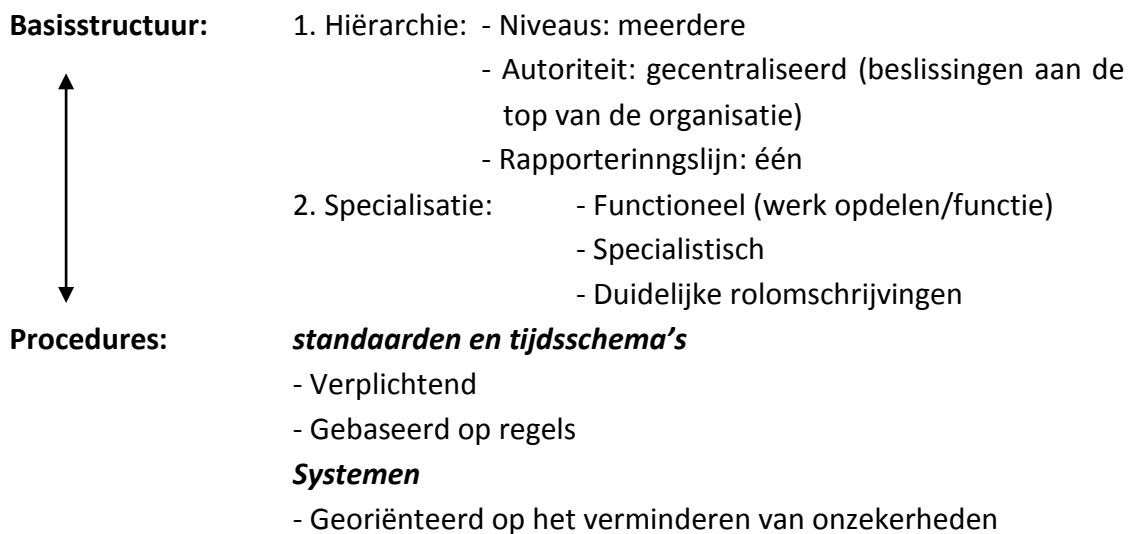 Basisstructuur: 1. Hiërarchie: - Niveaus: meerdere
- Autoriteit: gecentraliseerd (beslissingen aan de
top van de organisatie)
- Rapporterinngslijn: één
2. Specialisatie: - Functioneel (werk opdelen/functie)
- Specialistisch
- Duidelijke rolomschrijvingen
Procedures: standaarden en tijdsschema’s
- Verplichtend
- Gebaseerd op regels
Systemen
- Georiënteerd op het verminderen van onzekerheden